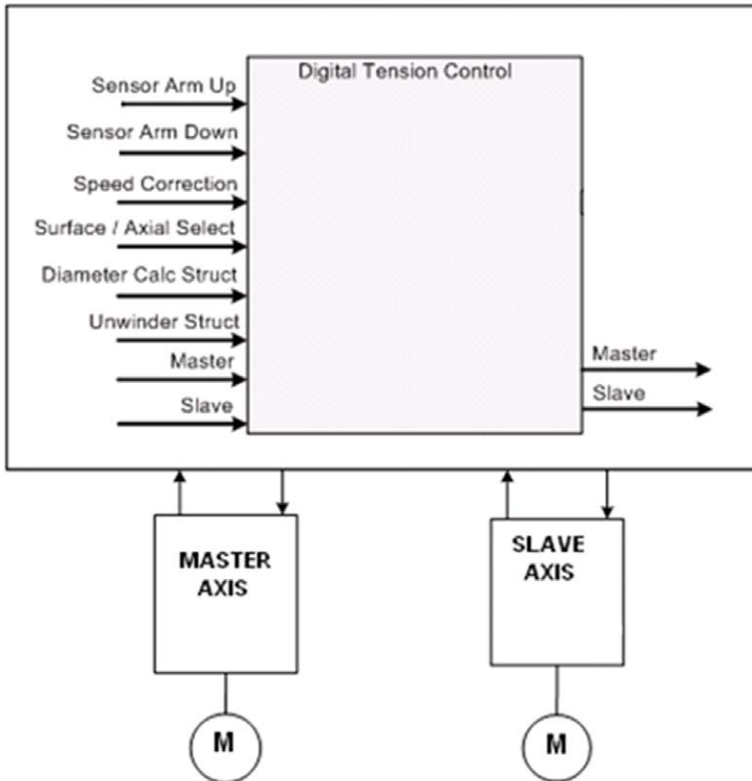 Digital Tension Control
Sensor Arm Up
Sensor Arm Down
Speed Correction
Surface / Axial Select
Diameter Calc Struct
Unwinder Struct
Master
Slave
Master
Slave
MASTER
AXIS
SLAVE
AXIS
M
M